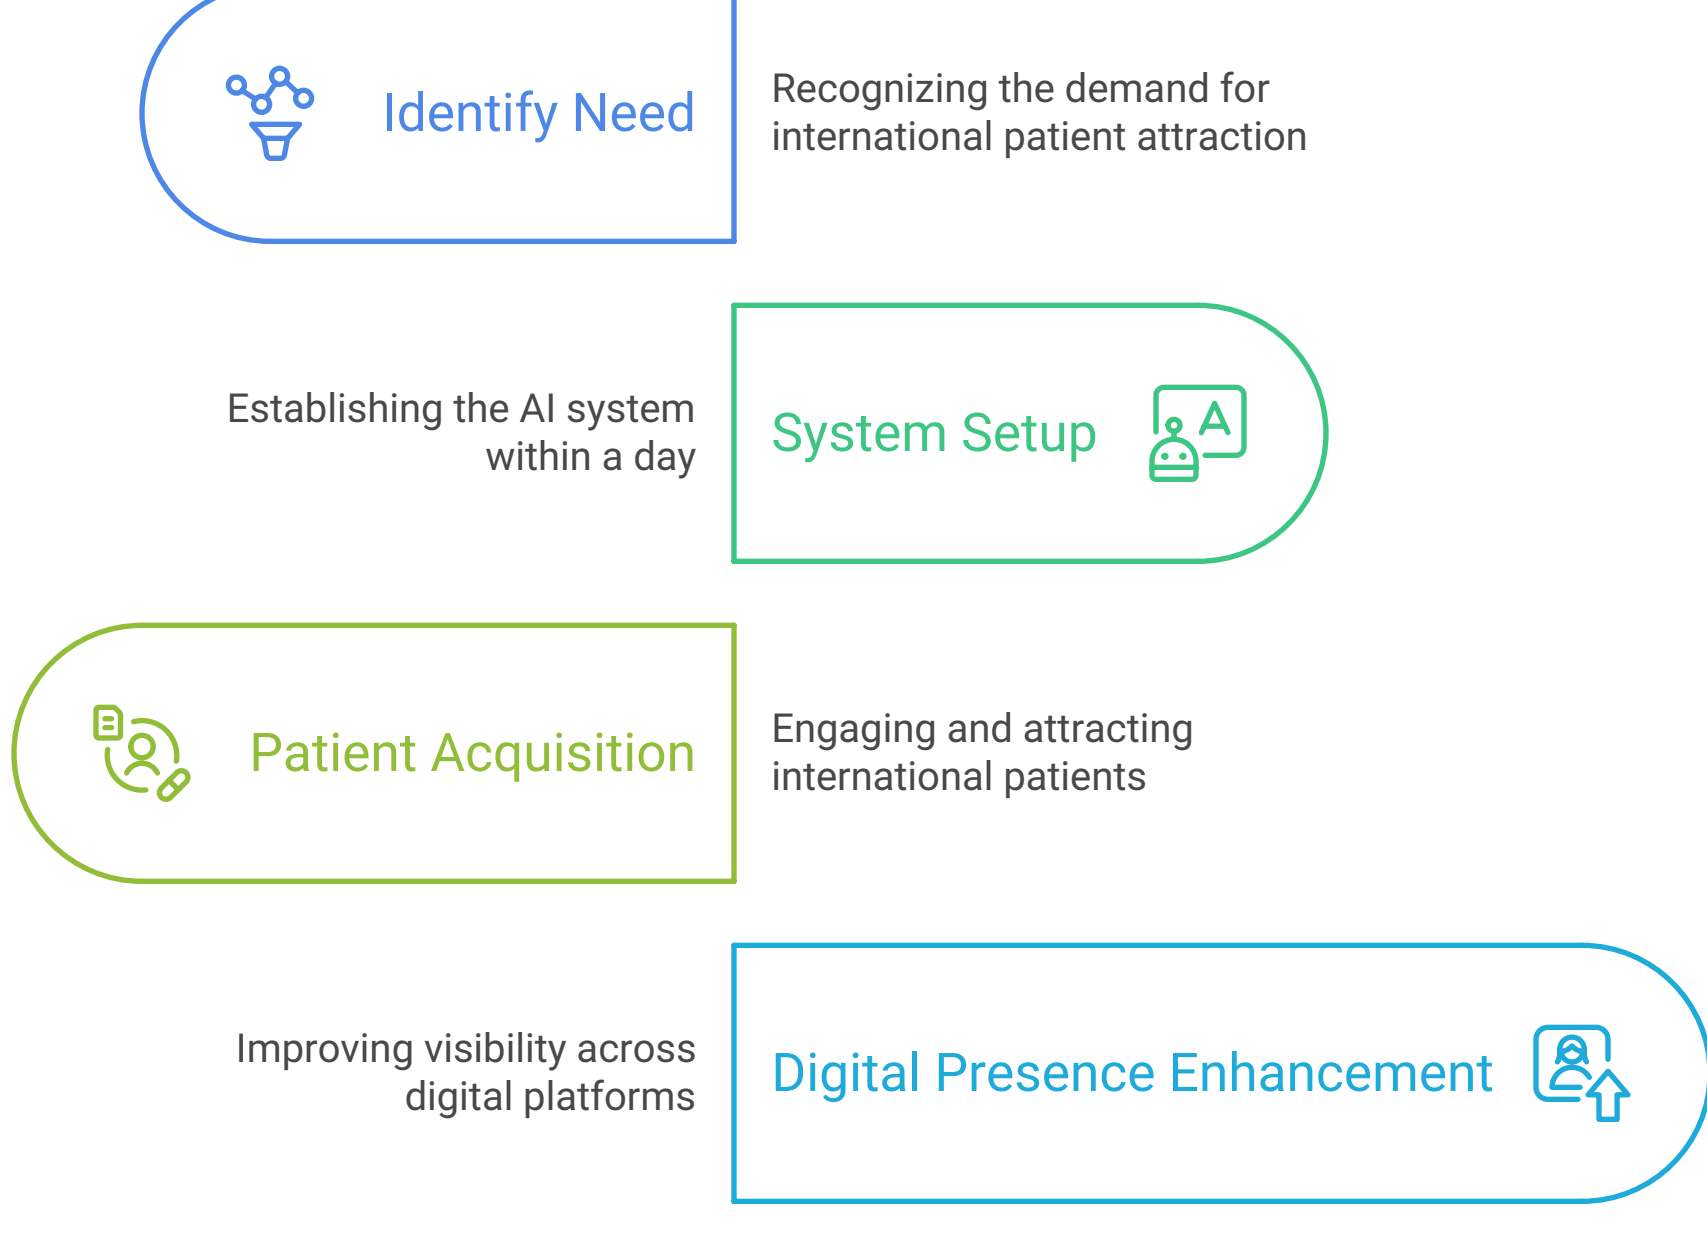 Identify Need
Recognizing the demand for
international patient attraction
Establishing the AI system
within a day
System Setup
A
Patient Acquisition
Engaging and attracting
international patients
Improving visibility across
digital platforms
Digital Presence Enhancement